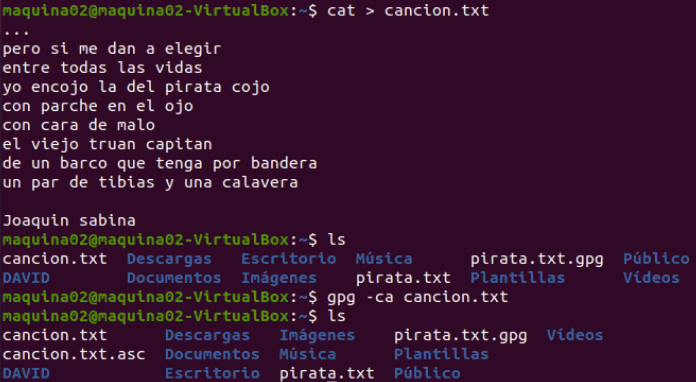 maquina02@maquina02-VirtualBox:~$ cat > cancion.txt
...
pero si me dan a elegir
entre todas las vidas
yo encojo la del pirata cojo
con parche en el ojo
con cara de malo
el viejo truan capitan
de un barco que tenga por bandera
un par de tibias y una calavera

Joaquin sabina
maquina02@maquina02-VirtualBox:~$ ls
cancion.txt  Descargas   Escritorio  Música      pirata.txt.gpg  Público
DAVID        Documentos  Imágenes    pirata.txt  Plantillas      Vídeos
maquina02@maquina02-VirtualBox:~$ gpg -ca cancion.txt
maquina02@maquina02-VirtualBox:~$ ls
cancion.txt      Descargas   Imágenes    pirata.txt.gpg  Vídeos
cancion.txt.asc  Documentos  Música      Plantillas
DAVID            Escritorio  pirata.txt  Público